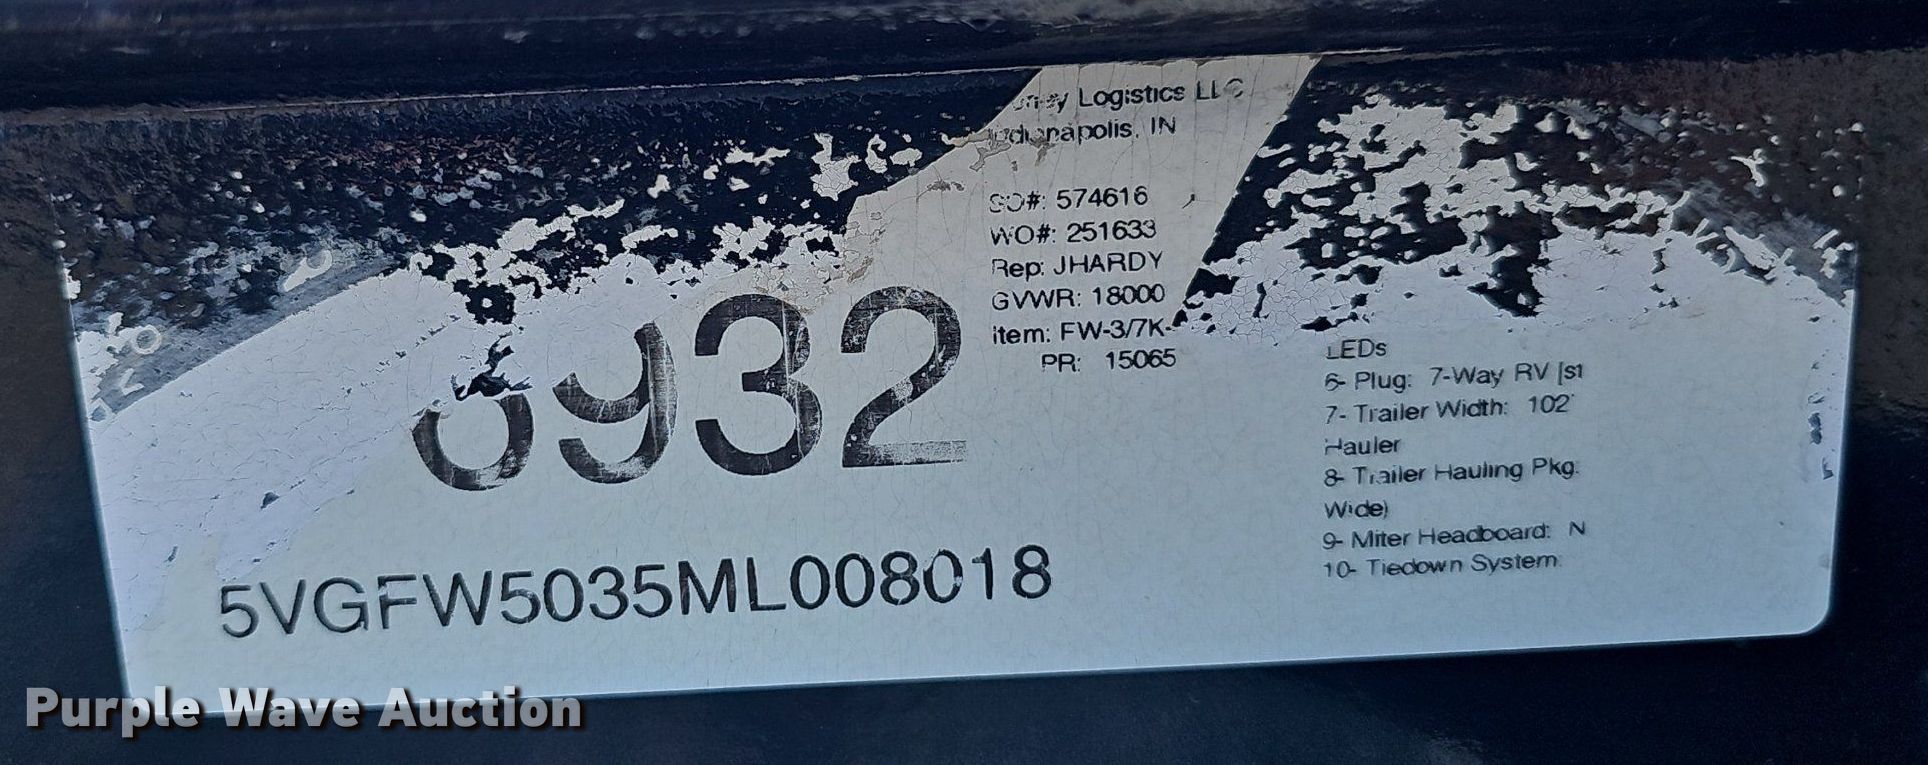 Logistics LLC
Indianapolis, IN
SO#: 574616
WO#: 251633
Rep: JHARDY
GVWR: 18000
item: FW-3/7K-
PR: 15065
6932
5VGFW5035ML008018
LEDs
6- Plug: 7-Way RV [st
7- Trailer Width: 102"
Hauler
8- Trailer Hauling Pkg:
Wide)
9- Miter Headboard: N
10- Tiedown System:
Purple Wave Auction